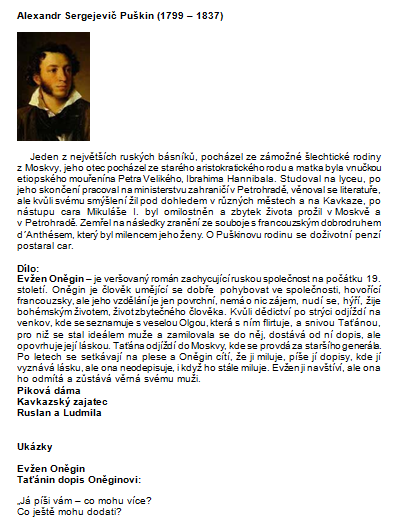 Alexandr Sergejevič Puškin (1799 – 1837)
Jeden z největších ruských básníků, pochází ze zámožné šlechtické rodiny
z Moskvy, jeho otec pocházel ze starého aristokratického rodu a matka byla vnučkou
etiopského mouřenína Petra Velikého, Ibrahima Hannibala. Studoval na lyceu, po
jeho skončení pracoval na ministerstvu zahraničí v Petrohradě, věnoval se literatuře,
ale kvůli svému smýšlení žil pod dohledem v různých městech a na Kavkaze, po
nástupu cara Mikuláše I. byl omilostněn a zbytek života prožil v Moskvě a
v Petrohradě. Zemřel na následky zranění ze souboje s francouzským dobrodruhem
d'Anthésem, který byl milencem jeho ženy. O Puškinovu rodinu se doživotní penzí
postaral car.
Dílo:
Evžen Oněgin – je veršovaný román zachycující ruskou společnost na počátku 19.
století. Oněgin je člověk umějící se dobře pohybovat ve společnosti, hovořící
francouzsky, ale jeho vzdělání je jen povrchní, nemá o nic zájem, nudí se, hýří, žije
bohémským životem, život zbytečného člověka. Kvůli dědictví po strýci odjíždí na
venkov, kde se seznamuje s veselou Olgou, která s ním flirtuje, a snivou Taťánou,
pro niž se stal ideálem muže a zamilovala se do něj, dostává od ní dopis, ale
opovrhuje její láskou. Taťána odjíždí do Moskvy, kde se provdá za staršího generála.
Po letech se setkávají na plese a Oněgin cítí, že ji miluje, píše jí dopisy, kde jí
vyznává lásku, ale ona neodepisuje, i když ho stále miluje. Evžen ji navštíví, ale ona
ho odmítá a zůstává věrná svému muži.
Piková dáma
Kavkazský zajatec
Ruslan a Ludmila
Ukázky
Evžen Oněgin
Taťánin dopis Oněginovi:
„Já píši vám – co mohu více?
Co ještě mohu dodati?